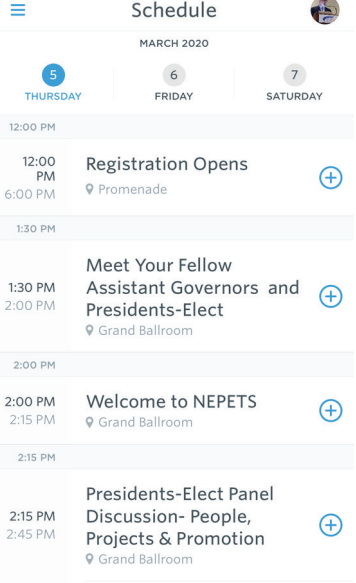 Schedule
MARCH 2020
5 6 7
THURSDAY FRIDAY SATURDAY
12:00 PM
12:00 PM
6:00 PM
Registration Opens
Promenade
1:30 PM
1:30 PM
2:00 PM
Meet Your Fellow
Assistant Governors and
Presidents-Elect
Grand Ballroom
2:00 PM
2:00 PM
2:15 PM
Welcome to NEPETS
Grand Ballroom
2:15 PM
2:15 PM
2:45 PM
Presidents-Elect Panel
Discussion- People,
Projects & Promotion
Grand Ballroom